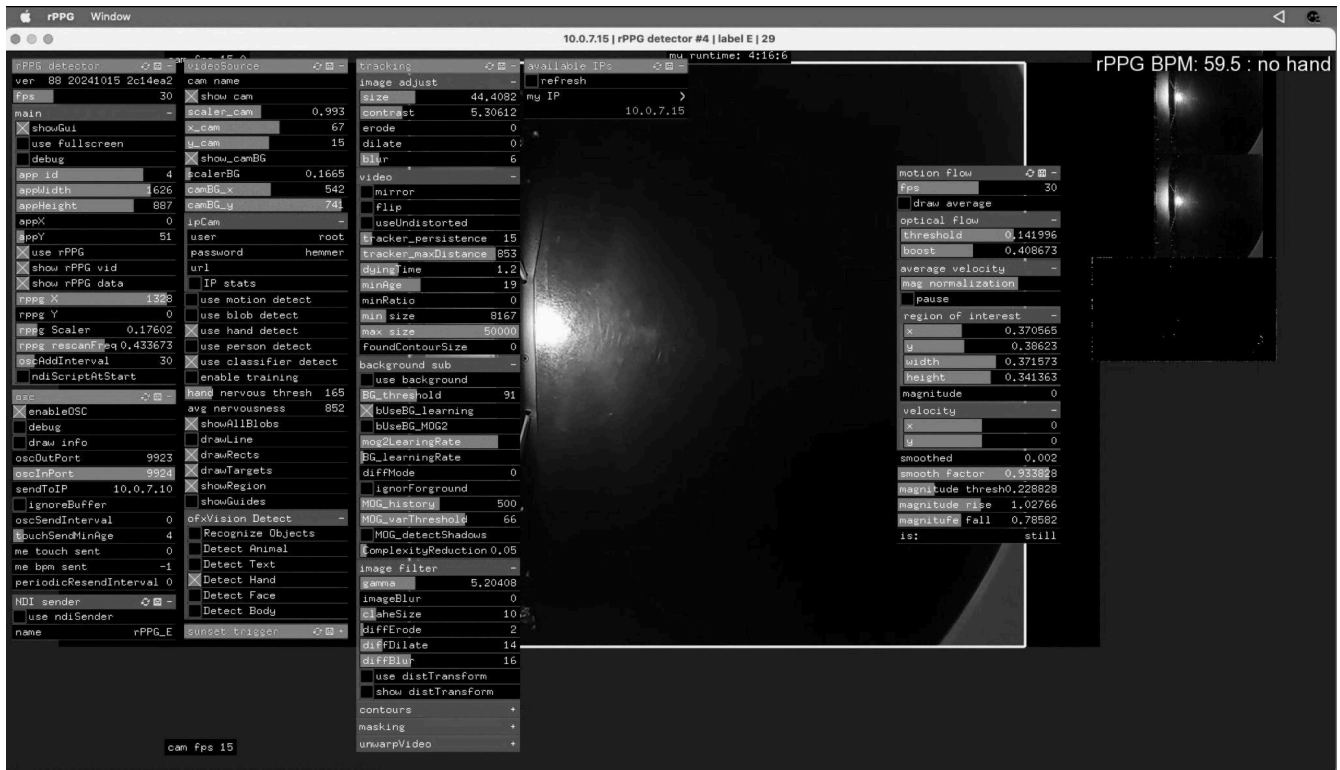 rPPG Window
10.0.7.15 | rPPG detector #4 | label E | 29
my runtime: 4:16:6
rPPG BPM: 59.5 : no hand
rPPG detector
ver 88 20241015 2c14ea2
fps 30
main
showGui
use fullscreen
debug
app id 4
appWidth 1626
appHeight 887
appX 0
appY 51
use rPPG
show rPPG vid
show rPPG data
rppg X 1328
rppg Y 0
rppg Scaler 0.17602
rppg rescanFreq 0.433673
oscAddInterval 30
ndiScriptAtStart
osc
enableOSC
debug
draw info
oscOutPort 9923
oscInPort 9924
sendToIP 10.0.7.10
ignoreBuffer
oscSendInterval 0
touchSendMinAge 4
me touch sent 0
me bpm sent -1
periodicResendInterval 0
NDI sender
use ndiSender
name rPPG_E
videoSource
cam name
show cam
scaler_cam 0.993
x_cam 67
y_cam 15
show_camBG
scalerBG 0.1665
camBG_x 542
camBG_y 741
ipCam
user root
password hemmer
url
IP stats
use motion detect
use blob detect
use hand detect
use person detect
use classifier detect
enable training
hand nervous thresh 165
avg nervousness 852
showAllBlobs
drawLine
drawRects
drawTargets
showRegion
showGuides
ofxVision Detect
Recognize Objects
Detect Animal
Detect Text
Detect Hand
Detect Face
Detect Body
sunset trigger
cam fps 15
tracking
image adjust
size 44.4082
contrast 5.30612
erode 0
dilate 0
blur 6
video
mirror
flip
useUndistorted
tracker_persistence 15
tracker_maxDistance 853
dyingTime 1.2
minAge 19
minRatio 0
min size 8167
max size 50000
foundContourSize 0
background sub
use background
BG_threshold 91
bUseBG_learning
bUseBG_MOG2
mog2LearingRate
BG_learningRate
diffMode 0
ignorForground
MOG_history 500
MOG_varThreshold 66
MOG_detectShadows
ComplexityReduction 0.05
image filter
gamma 5.20408
imageBlur 0
claheSize 10
diffErode 2
diffDilate 14
diffBlur 16
use distTransform
show distTransform
contours
masking
unwarpVideo
available IPs
refresh
my IP
10.0.7.15
motion flow
fps 30
draw average
optical flow
threshold 0.141996
boost 0.408673
average velocity
mag normalization
pause
region of interest
x 0.370565
y 0.38623
width 0.371573
height 0.341363
magnitude 0
velocity
x 0
y 0
smoothed 0.002
smooth factor 0.933828
magnitude thresh 0.228828
magnitude rise 1.02766
magnitufe fall 0.78582
is: still